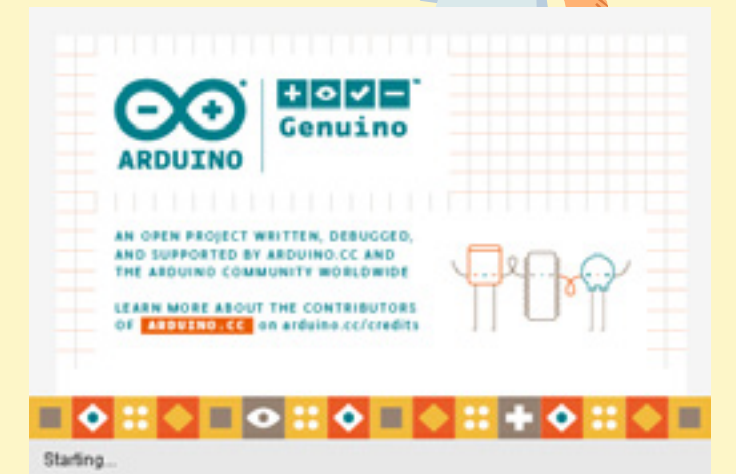 ARDUINO
Genuino
AN OPEN PROJECT WRITTEN, DEBUGGED,
AND SUPPORTED BY ARDUINO.CC AND
THE ARDUINO COMMUNITY WORLDWIDE
LEARN MORE ABOUT THE CONTRIBUTORS
OF ARDUINO.CC on arduino.cc/credits
Starting...